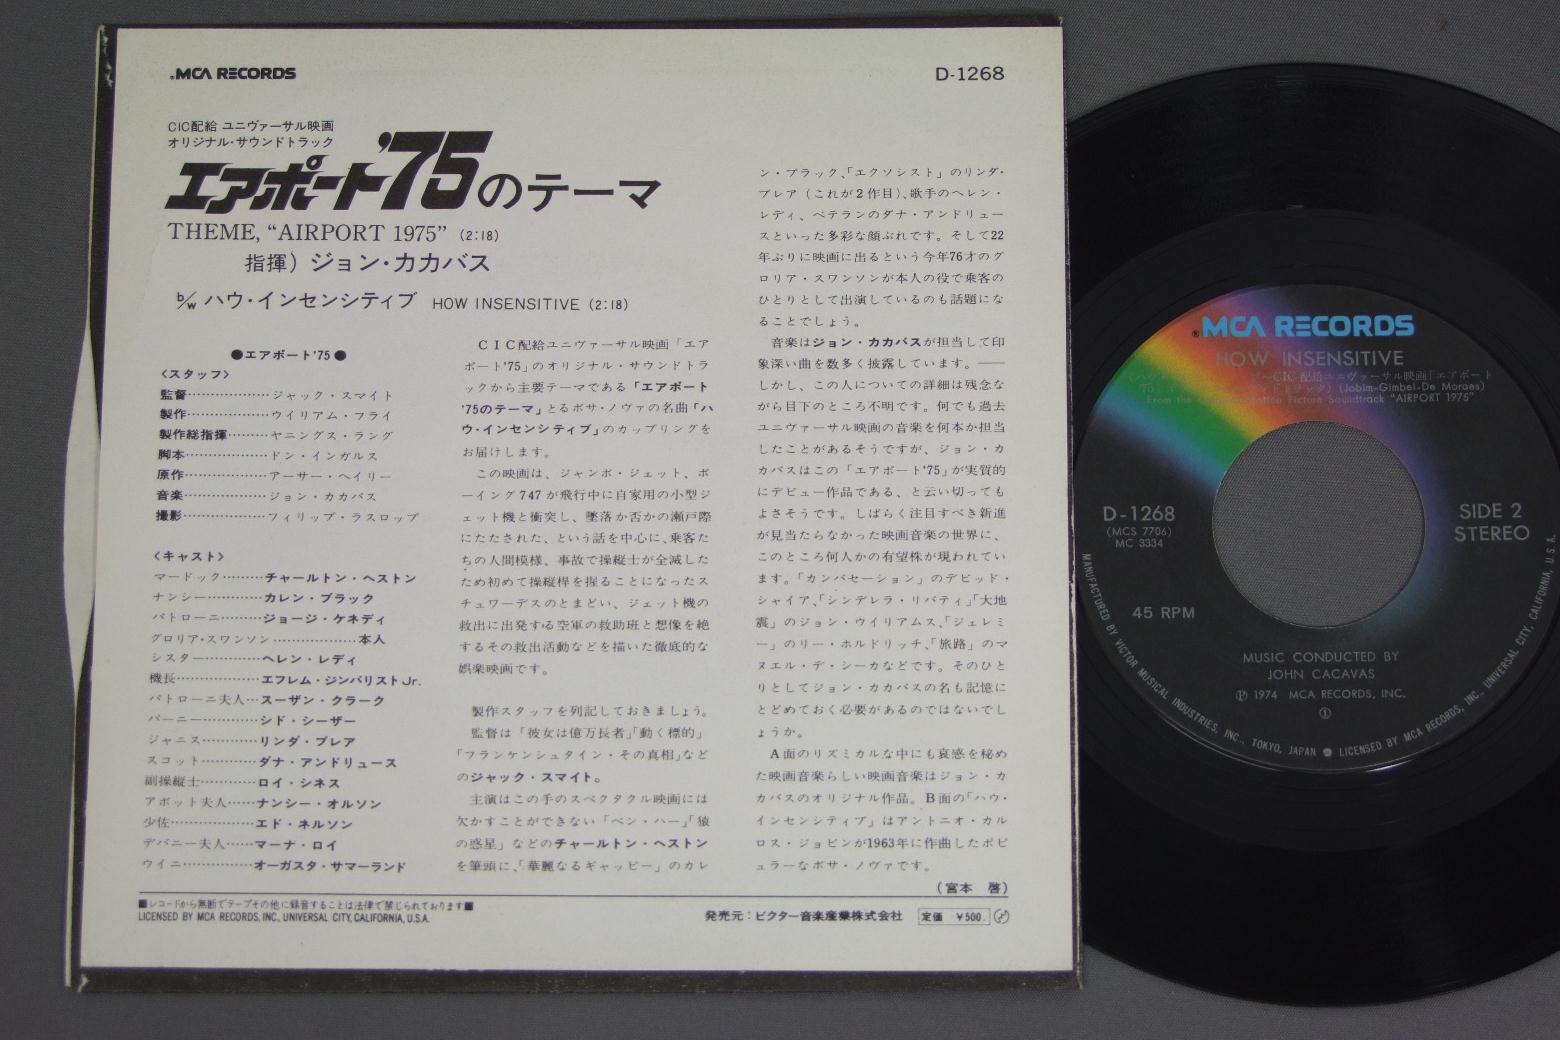 MCA RECORDS
D-1268
CIC配給 ユニヴァーサル映画
オリジナル・サウンドトラック
エアポート'75のテーマ
THEME, “AIRPORT 1975” (2:18)
指揮) ジョン・カカバス
b/w ハウ・インセンシティブ HOW INSENSITIVE (2:18)
●エアポート'75●
〈スタッフ〉
監督………………ジャック・スマイト
製作………………ウイリアム・フライ
製作総指揮………ヤニングス・ラング
脚本………………ドン・インガルス
原作………………アーサー・ヘイリー
音楽………………ジョン・カカバス
撮影………………フィリップ・ラスロップ
〈キャスト〉
マードック………チャールトン・ヘストン
ナンシー…………カレン・ブラック
パトローニ………ジョージ・ケネディ
グロリア・スワンソン………………本人
シスター…………ヘレン・レディ
機長………………エフレム・ジンバリストJr.
パトローニ夫人…スーザン・クラーク
バーニー…………シド・シーザー
ジャニス…………リンダ・ブレア
スコット…………ダナ・アンドリュース
副操縦士…………ロイ・シネス
アボット夫人……ナンシー・オルソン
少佐………………エド・ネルソン
デバニー夫人……マーナ・ロイ
ウイニー…………オーガスタ・サマーランド
CIC配給ユニヴァーサル映画「エア
ポート'75」のオリジナル・サウンドトラ
ックから主要テーマである「エアポート
'75のテーマ」とるボサ・ノヴァの名曲「ハ
ウ・インセンシティブ」のカップリングを
お届けします。
この映画は、ジャンボ・ジェット、ボ
ーイング747が飛行中に自家用の小型ジ
ェット機と衝突し、墜落か否かの瀬戸際
にたたされた、という話を中心に、乗客た
ちの人間模様、事故で操縦士が全滅した
ため初めて操縦桿を握ることになったス
チュワーデスのとまどい、ジェット機の
救出に出発する空軍の救助班と想像を絶
するその救出活動などを描いた徹底的な
娯楽映画です。
製作スタッフを列記しておきましょう。
監督は「彼女は億万長者」「動く標的」
「フランケンシュタイン・その真相」など
のジャック・スマイト。
主演はこの手のスペクタクル映画には
欠かすことができない「ベン・ハー」「猿
の惑星」などのチャールトン・ヘストン
を筆頭に、「華麗なるギャッビー」のカレ
ン・ブラック、「エクソシスト」のリンダ・
ブレア（これが2作目）、歌手のヘレン・
レディ、ベテランのダナ・アンドリュー
スといった多彩な顔ぶれです。そして22
年ぶりに映画に出るという今年76才のグ
ロリア・スワンソンが本人の役で乗客の
ひとりとして出演しているのも話題にな
ることでしょう。
音楽はジョン・カカバスが担当して印
象深い曲を数多く披露しています。——
しかし、この人についての詳細は残念な
がら目下のところ不明です。何でも過去
ユニヴァーサル映画の音楽を何本か担当
したことがあるそうですが、ジョン・カ
カバスはこの「エアポート'75」が実質的
にデビュー作品である、と云い切っても
よさそうです。しばらく注目すべき新進
が見当たらなかった映画音楽の世界に、
このところ何人かの有望株が現われてい
ます。「カンバセーション」のデビッド・
シャイア、「シンデレラ・リバティ」「大地
震」のジョン・ウイリアムス、「ジェレミ
ー」のリー・ホルドリッチ、「旅路」のマ
ヌエル・デ・シーカなどです。そのひと
りとしてジョン・カカバスの名も記憶に
とどめておく必要があるのではないでし
ょうか。
A面のリズミカルな中にも哀感を秘め
た映画音楽らしい映画音楽はジョン・カ
カバスのオリジナル作品。B面の「ハウ・
インセンシティブ」はアントニオ・カル
ロス・ジョビンが1963年に作曲したポピ
ュラーなボサ・ノヴァです。
（宮本 啓）
■レコードから無断でテープその他に録音することは法律で禁じられております■
LICENSED BY MCA RECORDS, INC., UNIVERSAL CITY, CALIFORNIA, U.S.A.
発売元：ビクター音楽産業株式会社 定価 ¥500.
MCA RECORDS
HOW INSENSITIVE
CIC配給ユニヴァーサル映画「エアポート
'75」 (Jobim-Gimbel-De Moraes)
From the Original Motion Picture Soundtrack “AIRPORT 1975”
D-1268
(MCS 7706)
MC 3334
SIDE 2
STEREO
45 RPM
MUSIC CONDUCTED BY
JOHN CACAVAS
Ⓟ 1974 MCA RECORDS, INC.
①
MANUFACTURED BY VICTOR MUSICAL INDUSTRIES, INC., TOKYO, JAPAN ● LICENSED BY MCA RECORDS, INC., UNIVERSAL CITY, CALIFORNIA, U.S.A.